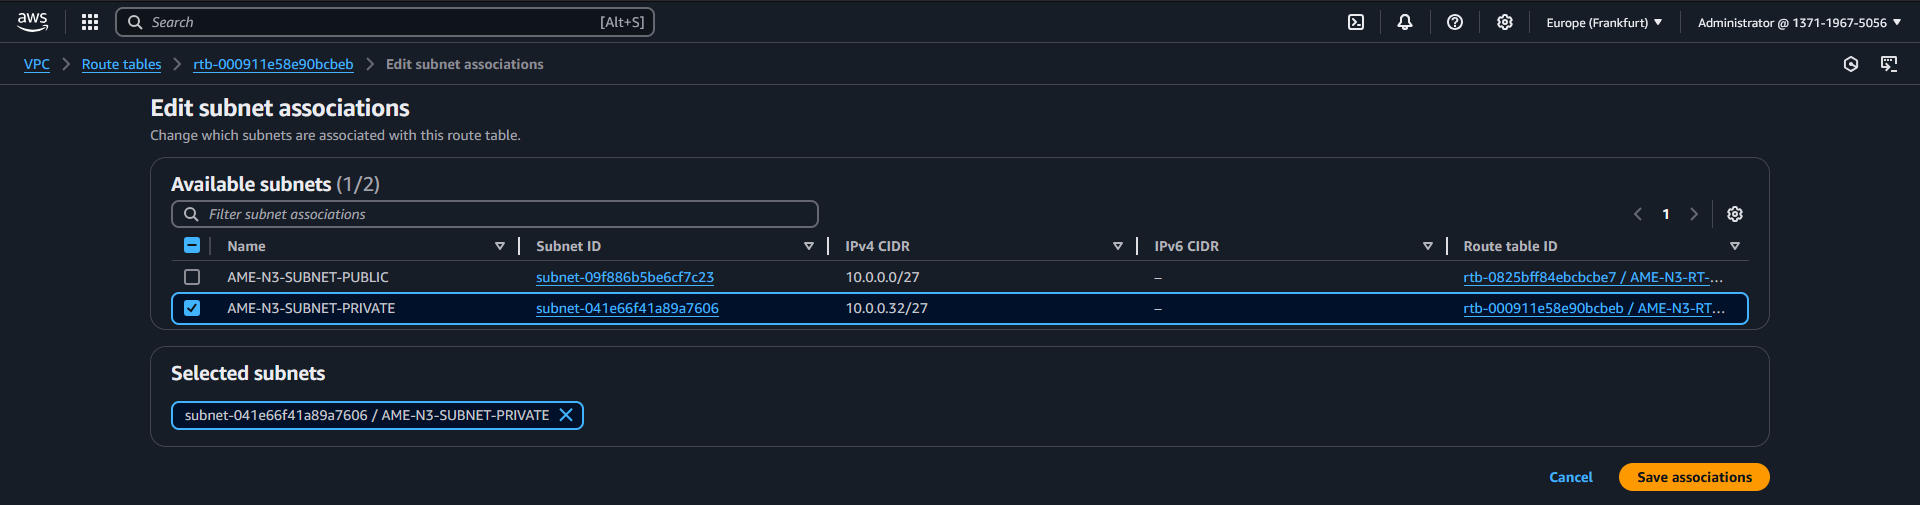 aws Search [Alt+S] Europe (Frankfurt) Administrator @ 1371-1967-5056
VPC Route tables rtb-000911e58e90bcbeb Edit subnet associations
Edit subnet associations
Change which subnets are associated with this route table.
Available subnets (1/2)
Filter subnet associations 1
Name Subnet ID IPv4 CIDR IPv6 CIDR Route table ID
AME-N3-SUBNET-PUBLIC subnet-09f886b5be6cf7c23 10.0.0.0/27 – rtb-0825bff84ebcbcbe7 / AME-N3-RT-...
AME-N3-SUBNET-PRIVATE subnet-041e66f41a89a7606 10.0.0.32/27 – rtb-000911e58e90bcbeb / AME-N3-RT...
Selected subnets
subnet-041e66f41a89a7606 / AME-N3-SUBNET-PRIVATE
Cancel Save associations